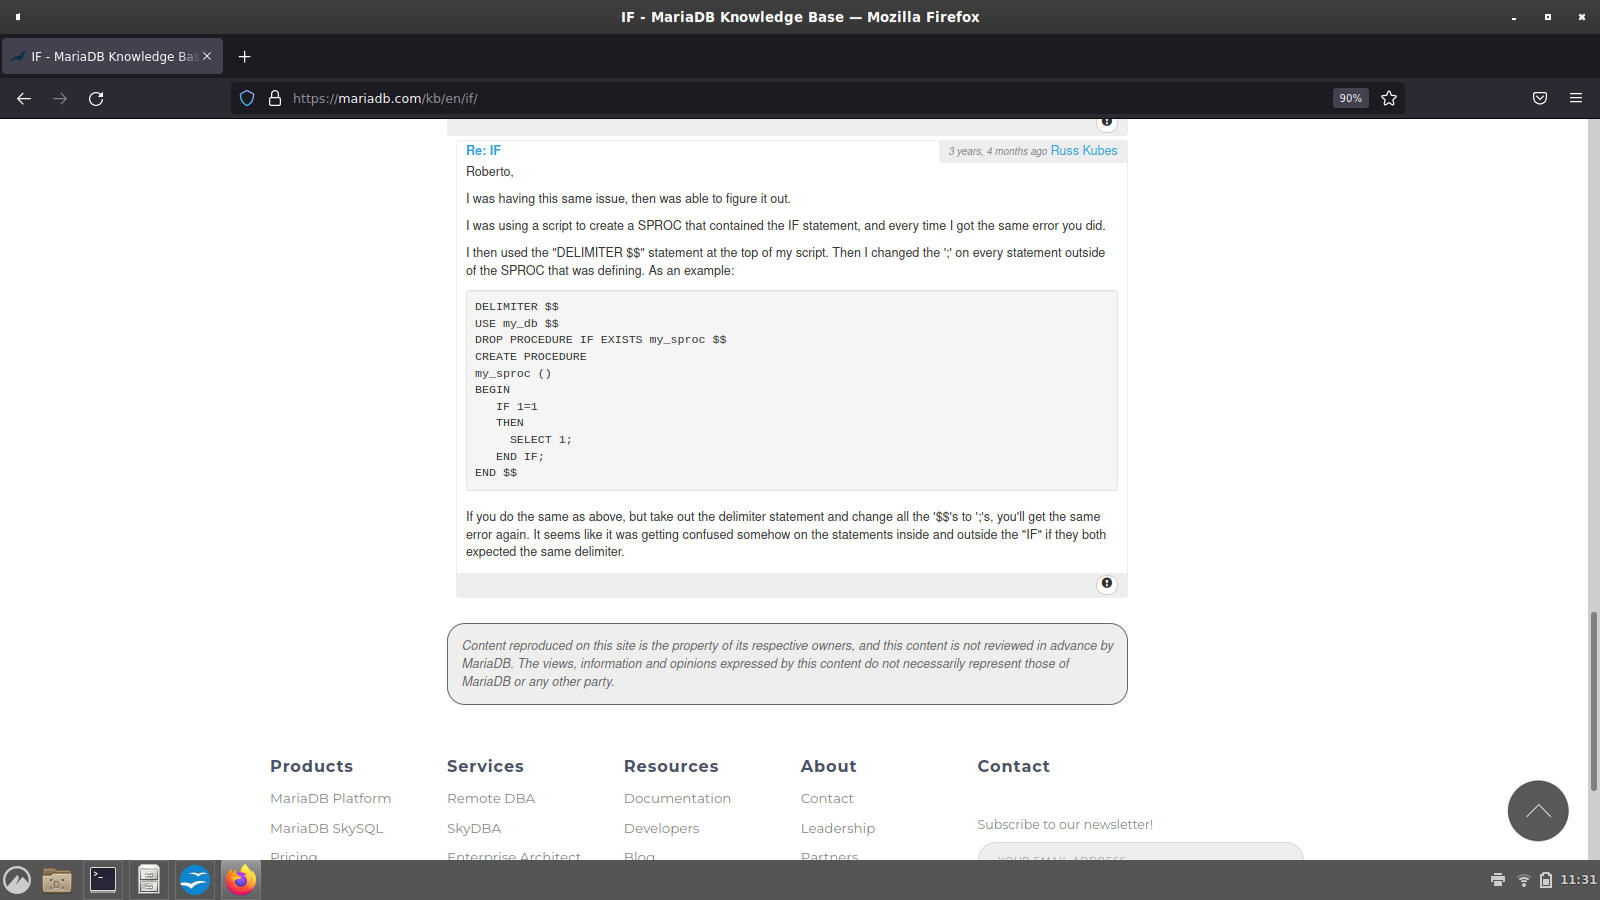 IF - MariaDB Knowledge Base — Mozilla Firefox
IF - MariaDB Knowledge Bas
https://mariadb.com/kb/en/if/
90%
Re: IF
3 years, 4 months ago Russ Kubes
Roberto,
I was having this same issue, then was able to figure it out.
I was using a script to create a SPROC that contained the IF statement, and every time I got the same error you did.
I then used the "DELIMITER $$" statement at the top of my script. Then I changed the ';' on every statement outside
of the SPROC that was defining. As an example:
DELIMITER $$
USE my_db $$
DROP PROCEDURE IF EXISTS my_sproc $$
CREATE PROCEDURE
my_sproc ()
BEGIN
IF 1=1
THEN
SELECT 1;
END IF;
END $$
If you do the same as above, but take out the delimiter statement and change all the '$$'s to ';'s, you'll get the same
error again. It seems like it was getting confused somehow on the statements inside and outside the "IF" if they both
expected the same delimiter.
Content reproduced on this site is the property of its respective owners, and this content is not reviewed in advance by
MariaDB. The views, information and opinions expressed by this content do not necessarily represent those of
MariaDB or any other party.
Products Services Resources About Contact
MariaDB Platform Remote DBA Documentation Contact
MariaDB SkySQL SkyDBA Developers Leadership
Subscribe to our newsletter!
Pricing Enterprise Architect Blog Partners
YOUR EMAIL ADDRESS
11:31